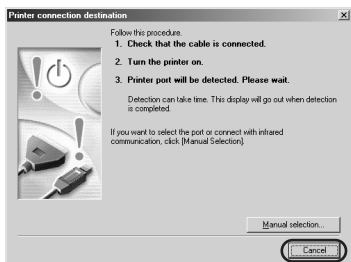 Printer connection destination
Follow this procedure.
1. Check that the cable is connected.
2. Turn the printer on.
3. Printer port will be detected. Please wait.
Detection can take time. This display will go out when detection
is completed.
If you want to select the port or connect with infrared
communication, click [Manual Selection].
Manual selection...
Cancel